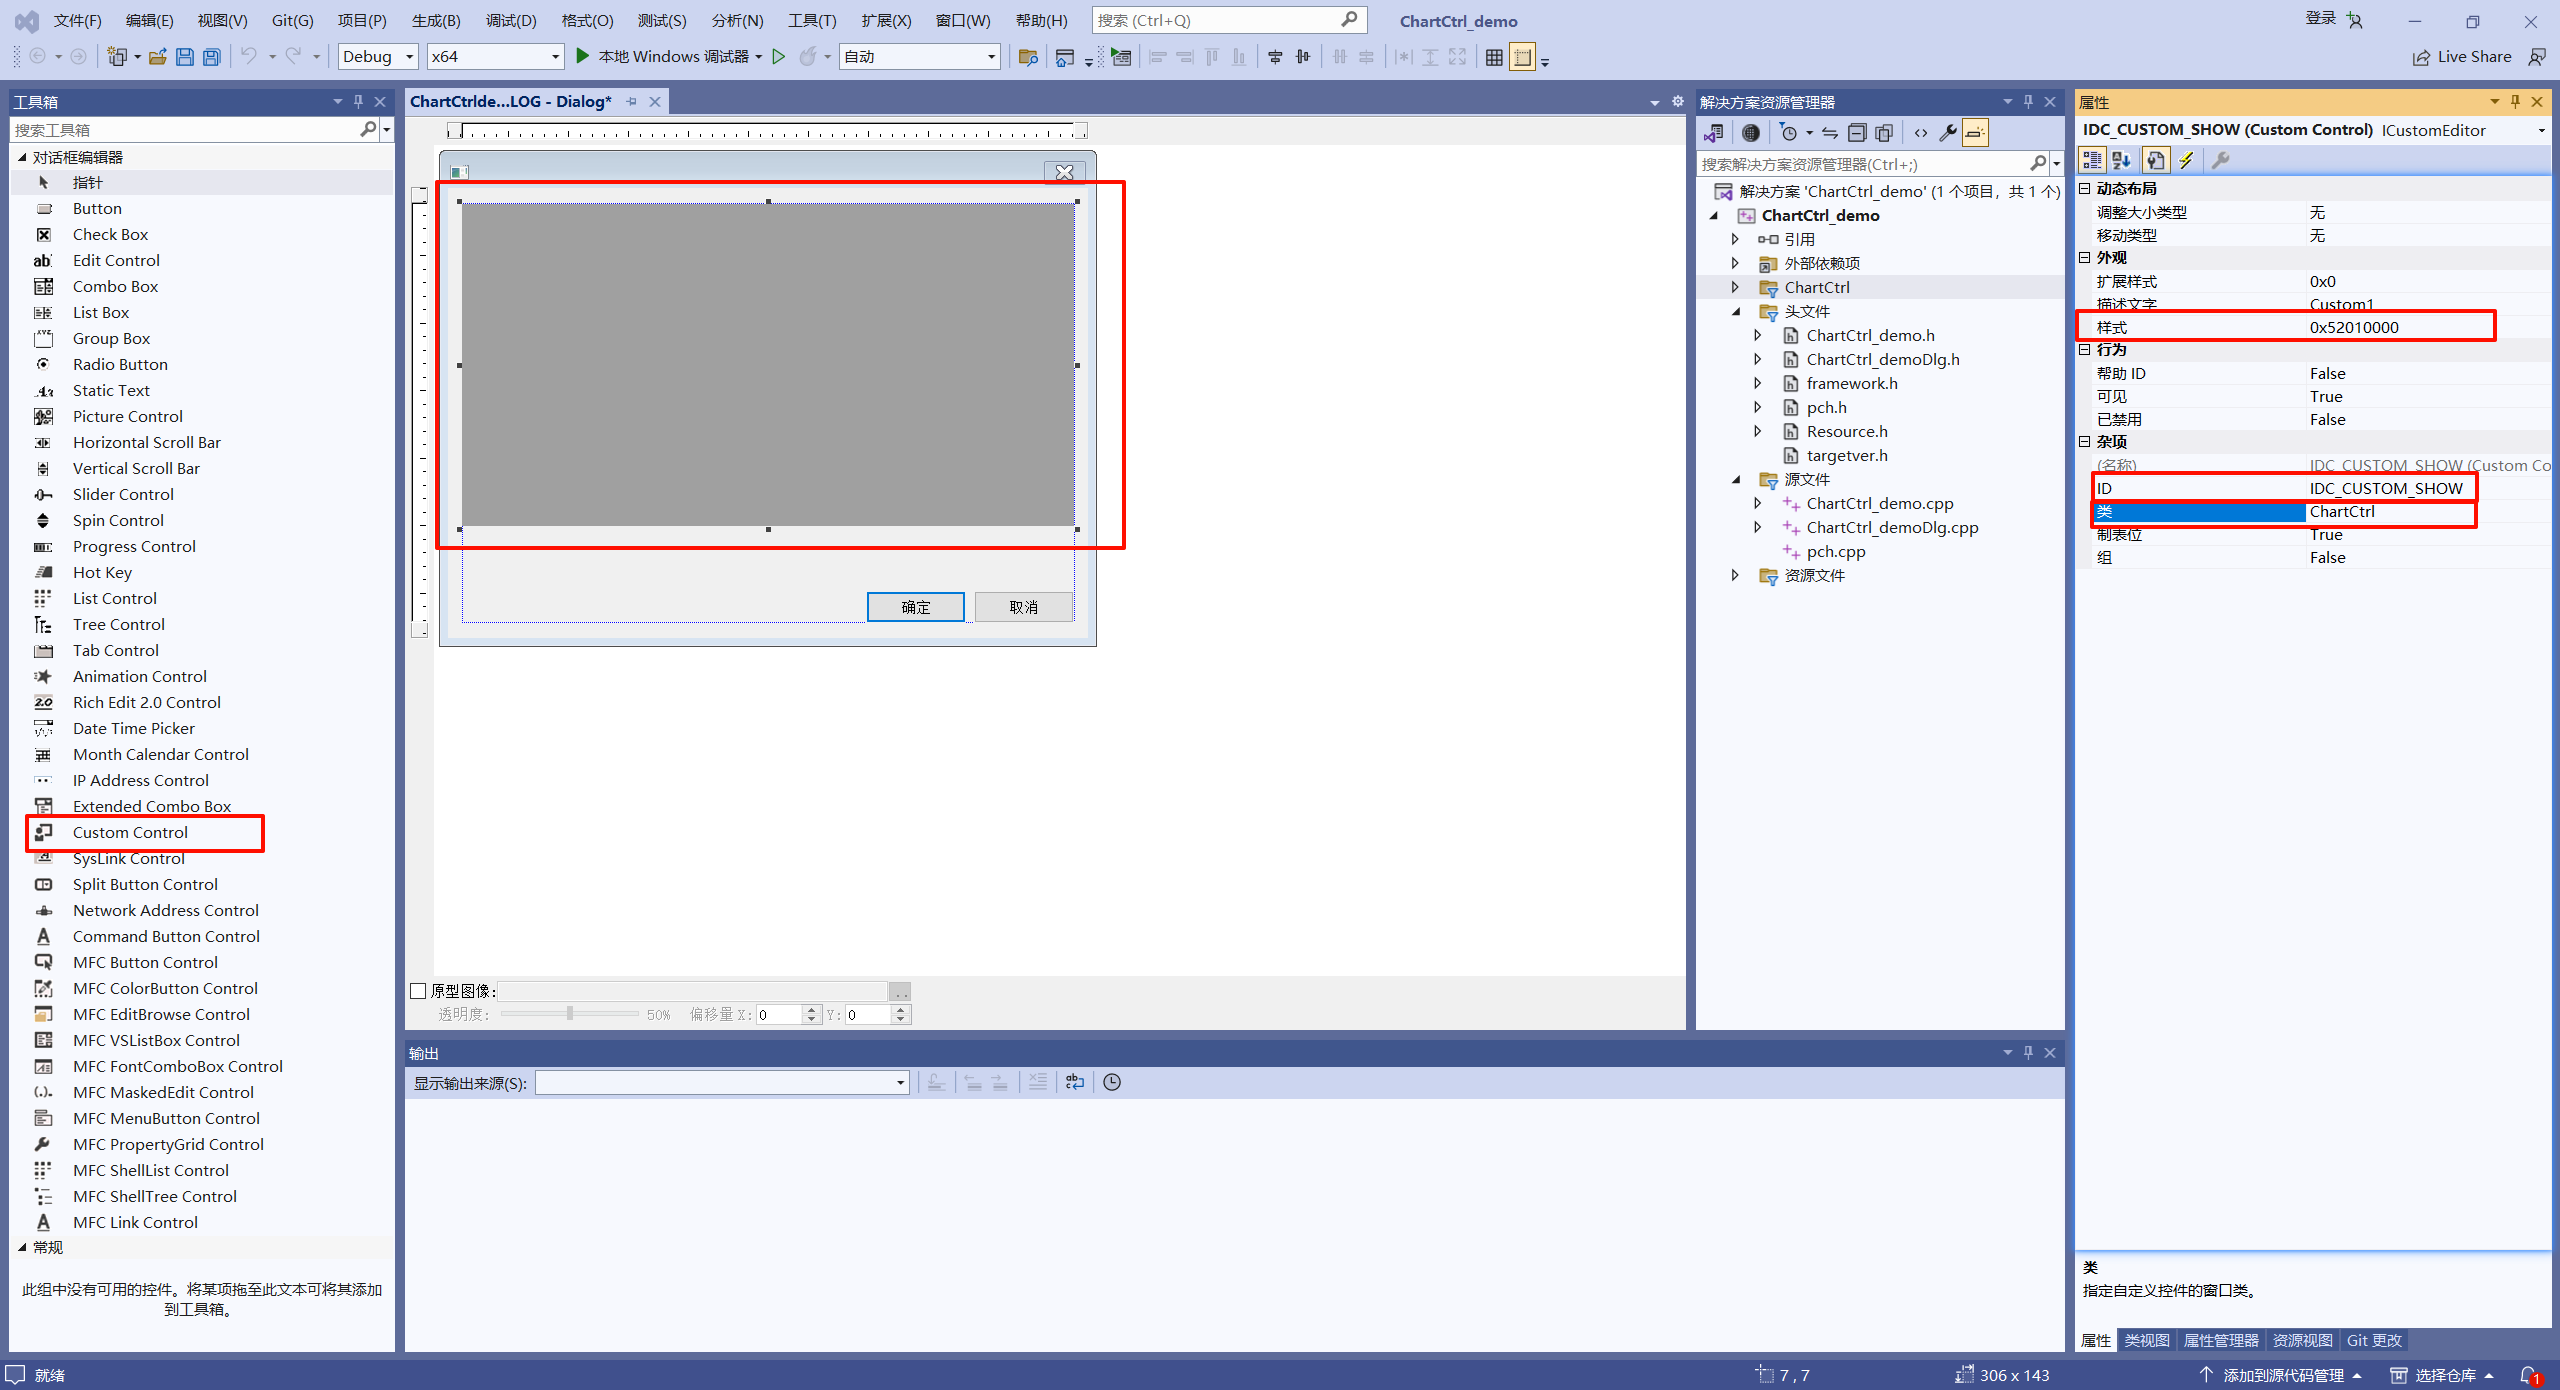 文件(F) 编辑(E) 视图(V) Git(G) 项目(P) 生成(B) 调试(D) 格式(O) 测试(S) 分析(N) 工具(T) 扩展(X) 窗口(W) 帮助(H) 搜索 (Ctrl+Q) ChartCtrl_demo 登录
Debug x64 本地 Windows 调试器 自动 Live Share
工具箱
搜索工具箱
对话框编辑器
指针
Button
Check Box
Edit Control
Combo Box
List Box
Group Box
Radio Button
Static Text
Picture Control
Horizontal Scroll Bar
Vertical Scroll Bar
Slider Control
Spin Control
Progress Control
Hot Key
List Control
Tree Control
Tab Control
Animation Control
Rich Edit 2.0 Control
Date Time Picker
Month Calendar Control
IP Address Control
Extended Combo Box
Custom Control
SysLink Control
Split Button Control
Network Address Control
Command Button Control
MFC Button Control
MFC ColorButton Control
MFC EditBrowse Control
MFC VSListBox Control
MFC FontComboBox Control
MFC MaskedEdit Control
MFC MenuButton Control
MFC PropertyGrid Control
MFC ShellList Control
MFC ShellTree Control
MFC Link Control
常规
此组中没有可用的控件。将某项拖至此文本可将其添加
到工具箱。
ChartCtrlde...LOG - Dialog*
确定 取消
原型图像:
透明度: 50% 偏移量 X: 0 Y: 0
输出
显示输出来源(S):
解决方案资源管理器
搜索解决方案资源管理器(Ctrl+;)
解决方案 'ChartCtrl_demo' (1 个项目，共 1 个)
ChartCtrl_demo
引用
外部依赖项
ChartCtrl
头文件
ChartCtrl_demo.h
ChartCtrl_demoDlg.h
framework.h
pch.h
Resource.h
targetver.h
源文件
ChartCtrl_demo.cpp
ChartCtrl_demoDlg.cpp
pch.cpp
资源文件
属性
IDC_CUSTOM_SHOW (Custom Control) ICustomEditor
动态布局
调整大小类型 无
移动类型 无
外观
扩展样式 0x0
描述文字 Custom1
样式 0x52010000
行为
帮助 ID False
可见 True
已禁用 False
杂项
(名称) IDC_CUSTOM_SHOW (Custom Co
ID IDC_CUSTOM_SHOW
类 ChartCtrl
制表位 True
组 False
类
指定自定义控件的窗口类。
属性 类视图 属性管理器 资源视图 Git 更改
就绪 7 , 7 306 x 143 添加到源代码管理 选择仓库 1